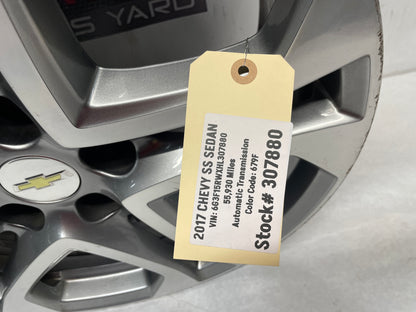 S YARD
2017 CHEVY SS SEDAN
VIN: 6G3F15RWXHL307880
55,930 Miles
Automatic Transmission
Color Code: 679F
Stock# 307880